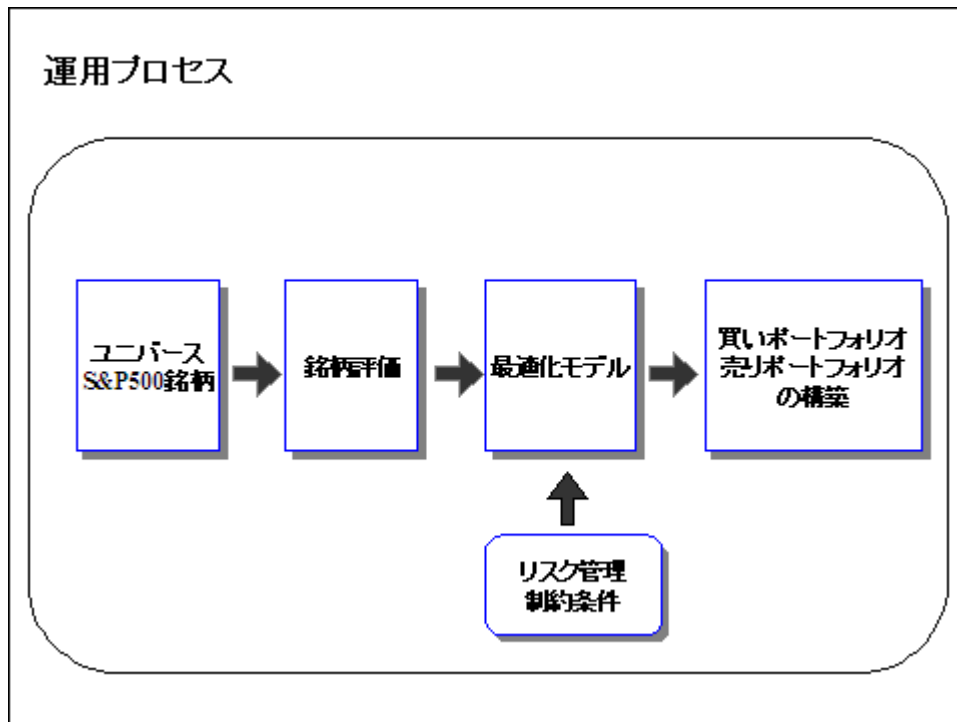 運用プロセス
ユニバース
S&P500銘柄
銘柄評価
最適化モデル
買いポートフォリオ
売りポートフォリオ
の構築
リスク管理
制約条件